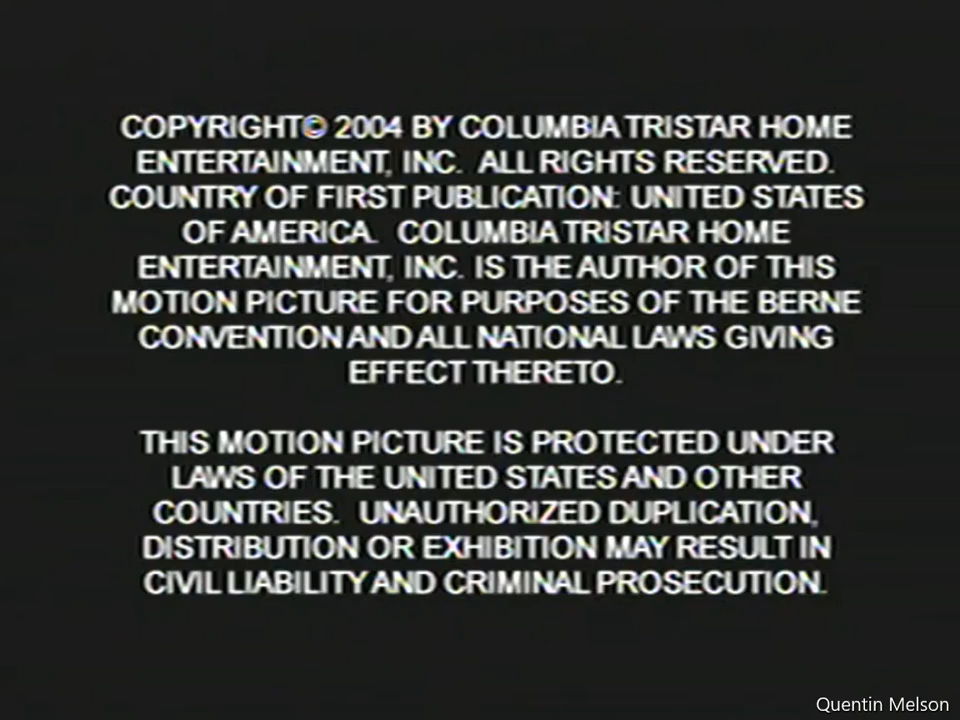 COPYRIGHT© 2004 BY COLUMBIA TRISTAR HOME
ENTERTAINMENT, INC. ALL RIGHTS RESERVED.
COUNTRY OF FIRST PUBLICATION: UNITED STATES
OF AMERICA. COLUMBIA TRISTAR HOME
ENTERTAINMENT, INC. IS THE AUTHOR OF THIS
MOTION PICTURE FOR PURPOSES OF THE BERNE
CONVENTION AND ALL NATIONAL LAWS GIVING
EFFECT THERETO.
THIS MOTION PICTURE IS PROTECTED UNDER
LAWS OF THE UNITED STATES AND OTHER
COUNTRIES. UNAUTHORIZED DUPLICATION,
DISTRIBUTION OR EXHIBITION MAY RESULT IN
CIVIL LIABILITY AND CRIMINAL PROSECUTION.
Quentin Melson